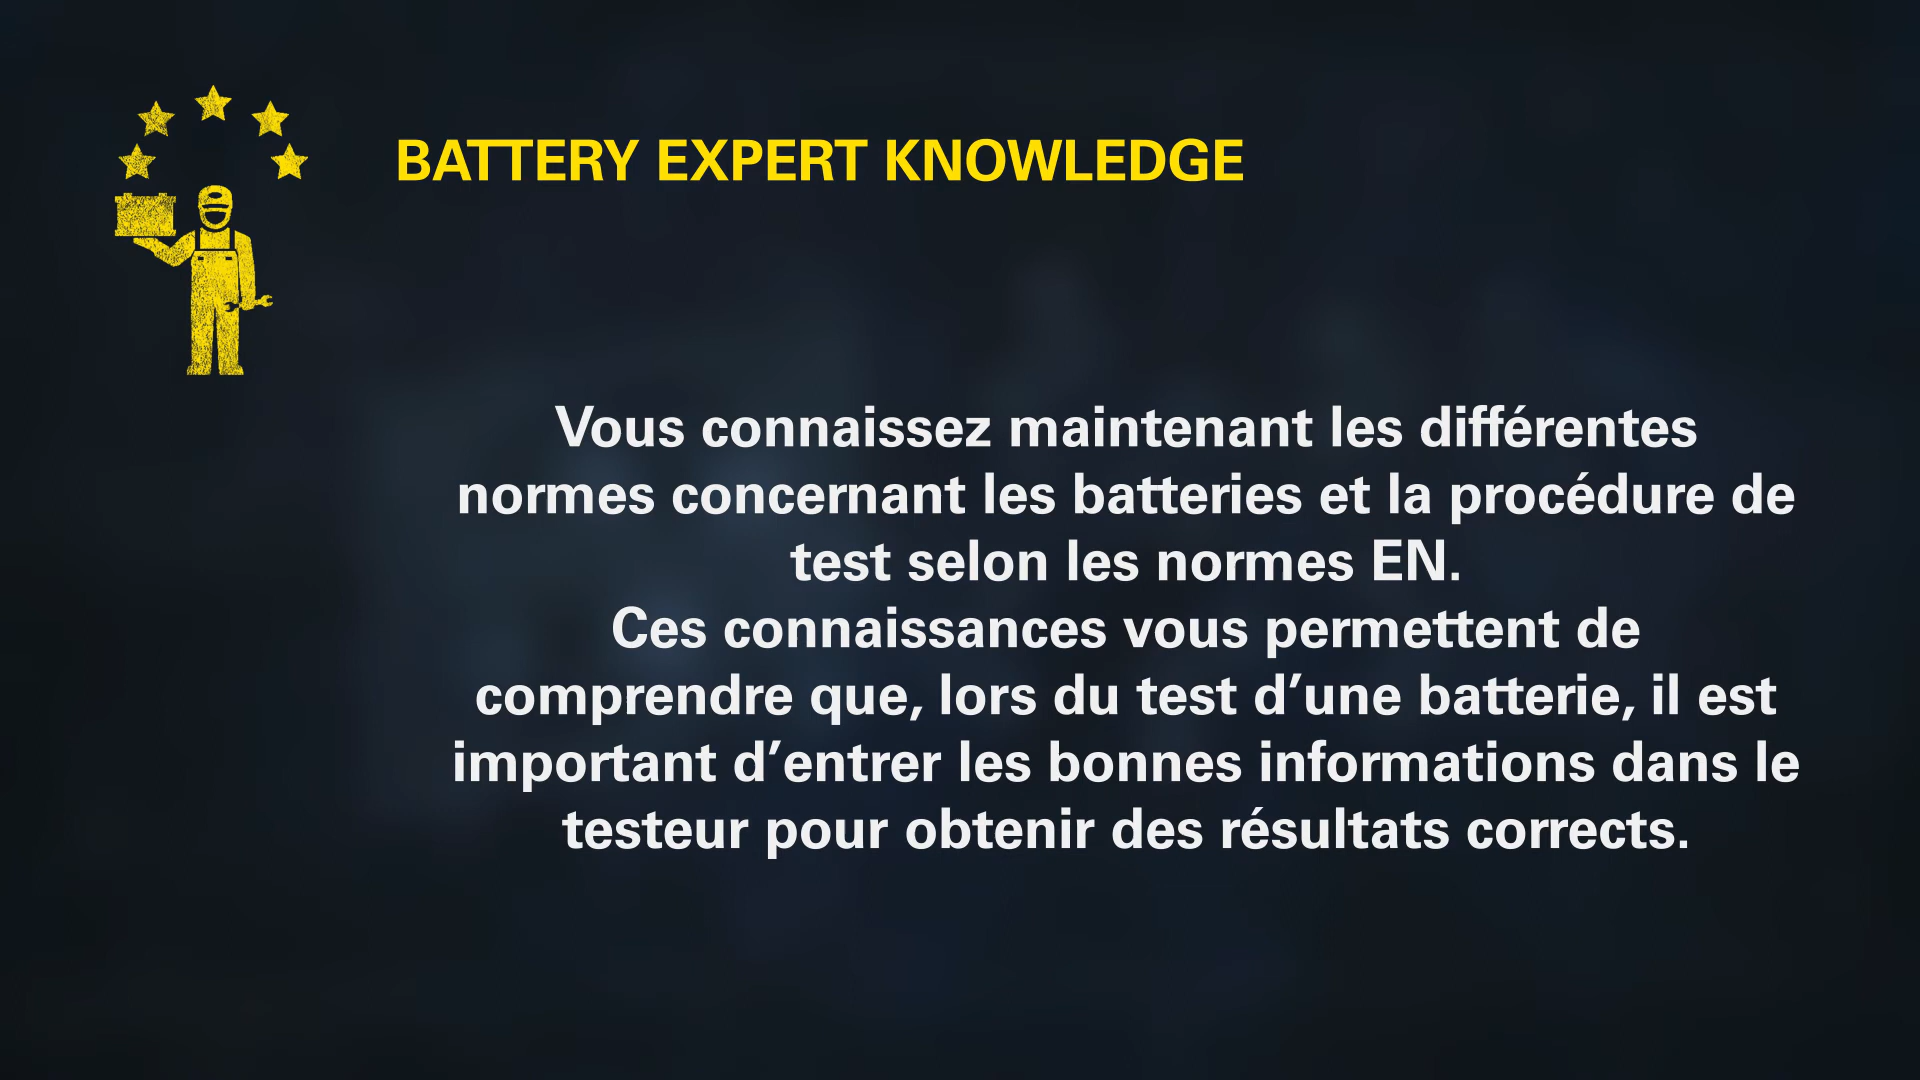 BATTERY EXPERT KNOWLEDGE
Vous connaissez maintenant les différentes
normes concernant les batteries et la procédure de
test selon les normes EN.
Ces connaissances vous permettent de
comprendre que, lors du test d’une batterie, il est
important d’entrer les bonnes informations dans le
testeur pour obtenir des résultats corrects.